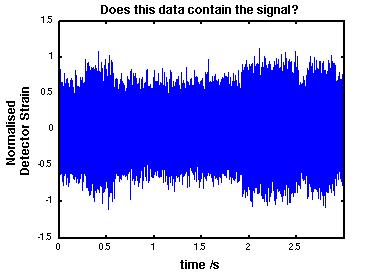 Does this data contain the signal?
1.5
1
0.5
0
-0.5
-1
-1.5
Normalised
Detector Strain
0 0.5 1 1.5 2 2.5
time /s